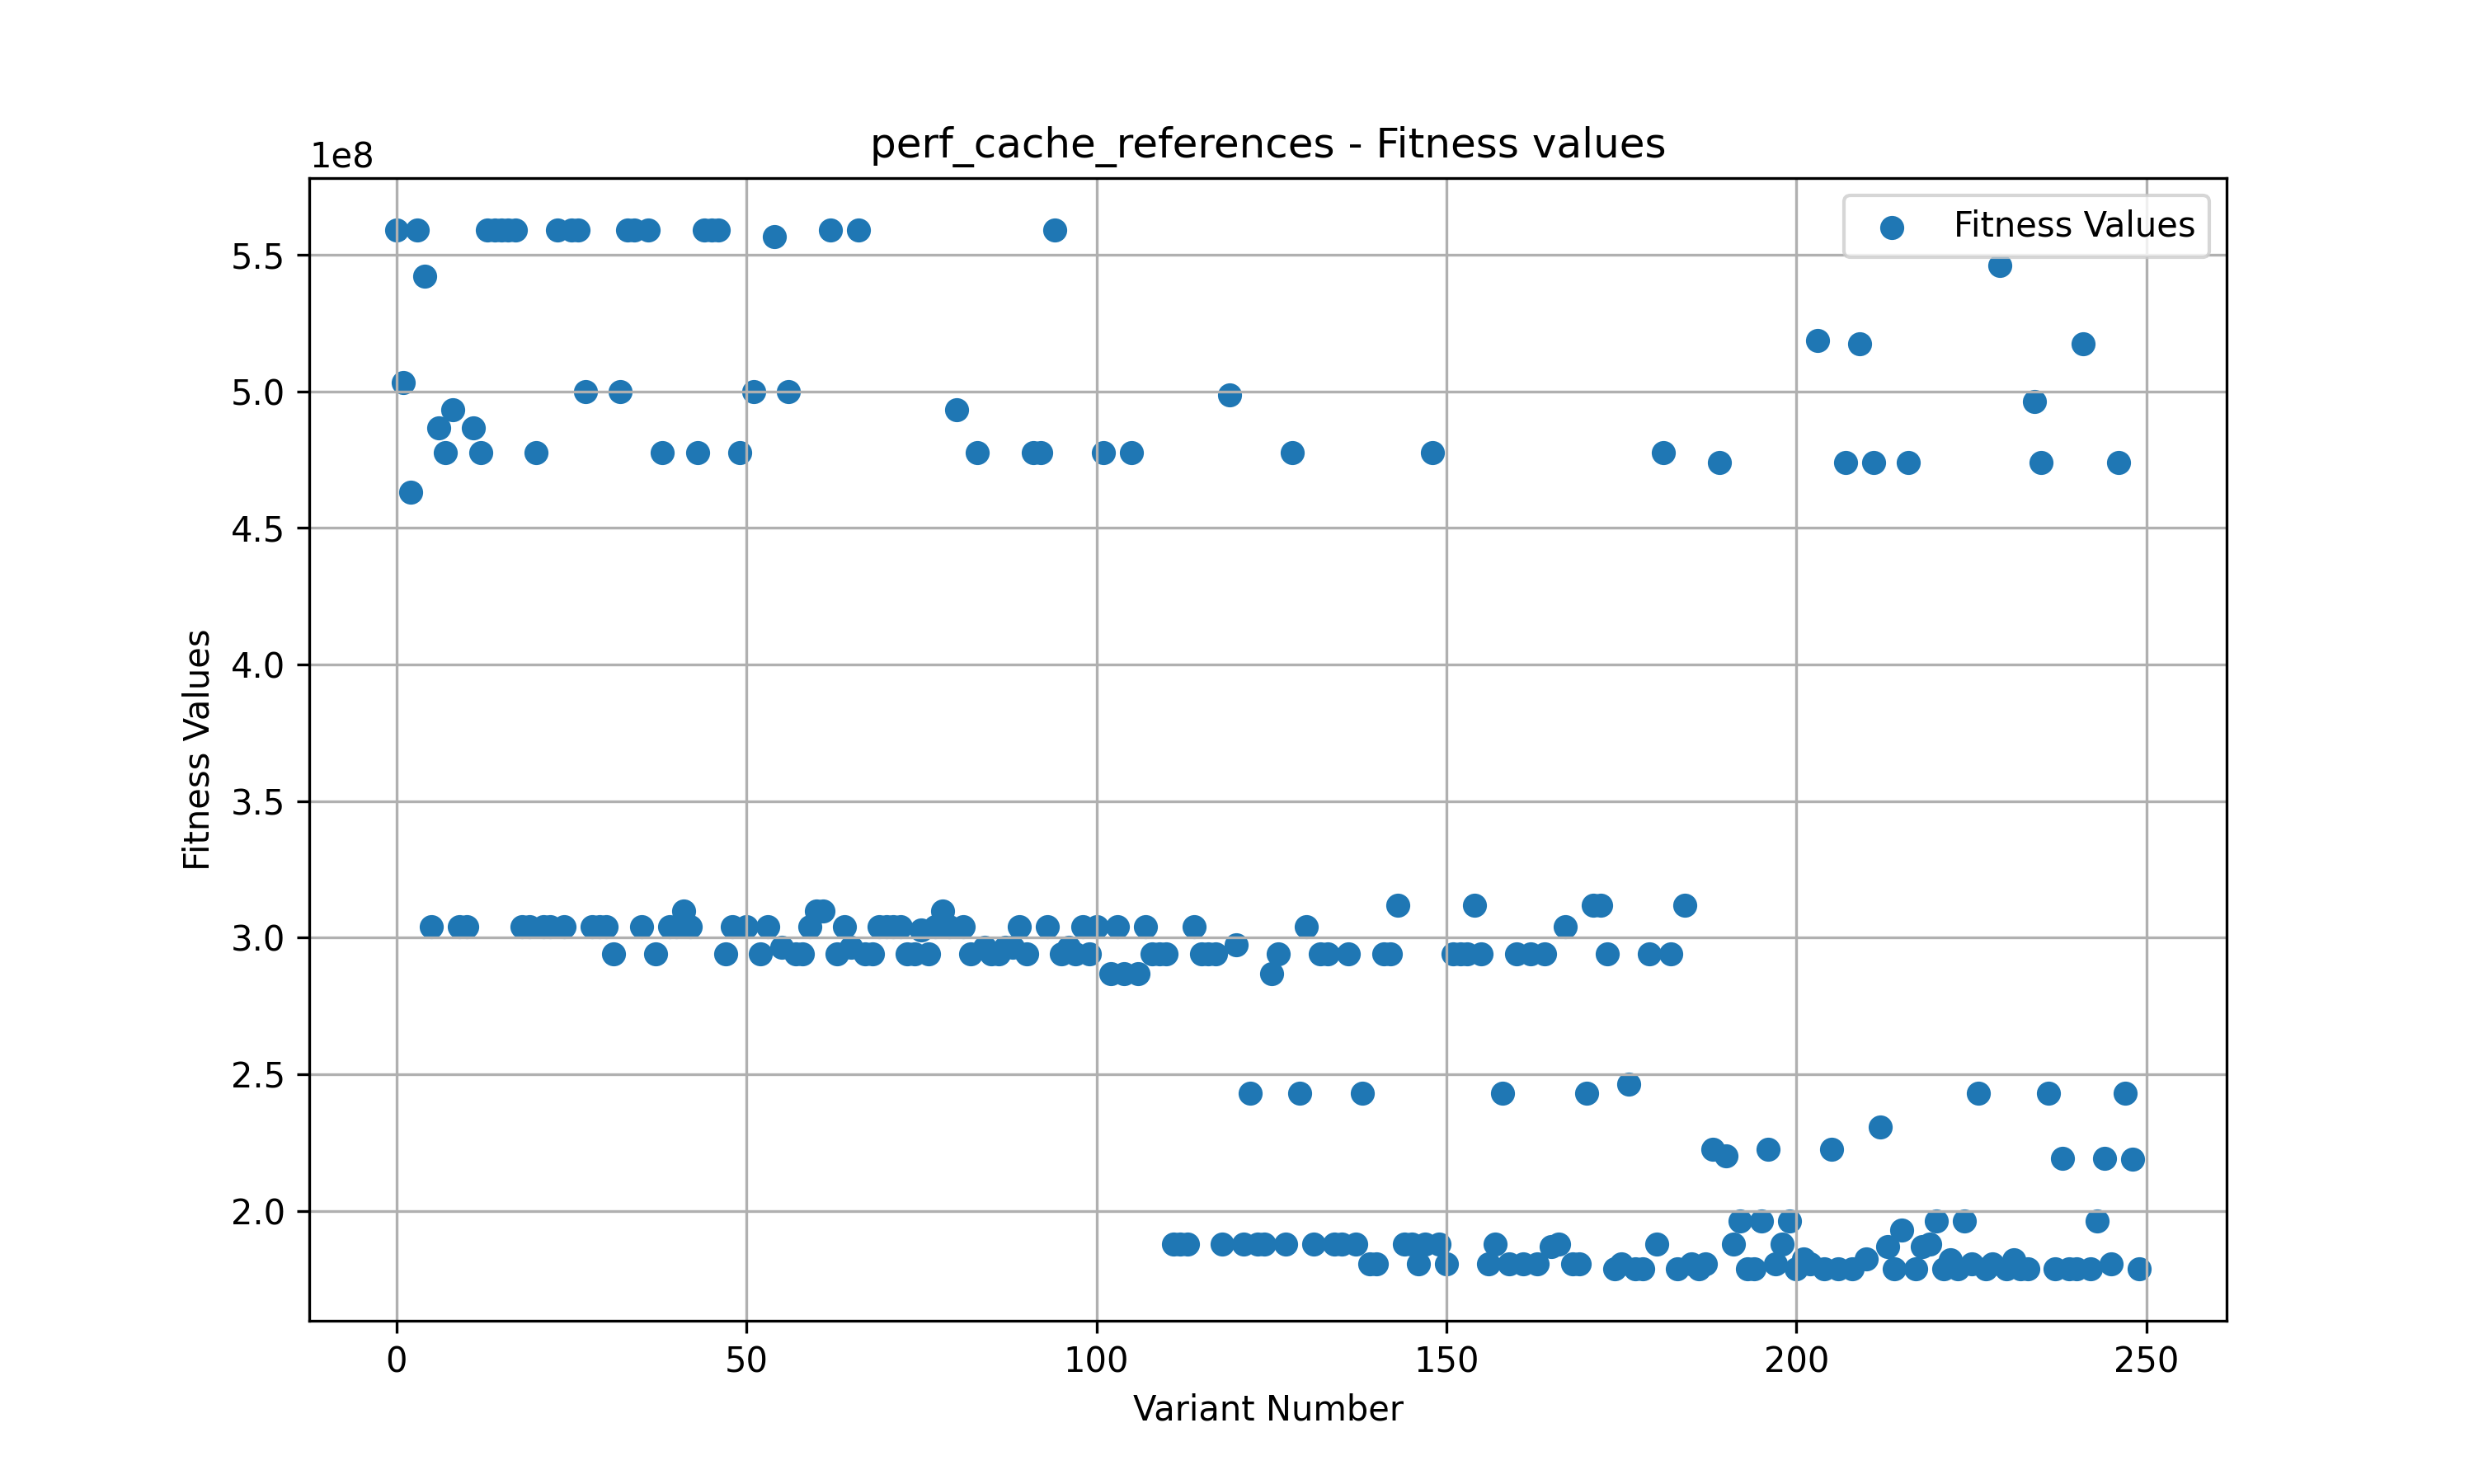 perf_cache_references - Fitness values
1e8
Fitness Values
5.5
5.0
4.5
4.0
3.5
3.0
2.5
2.0
Fitness Values
0 50 100 150 200 250
Variant Number